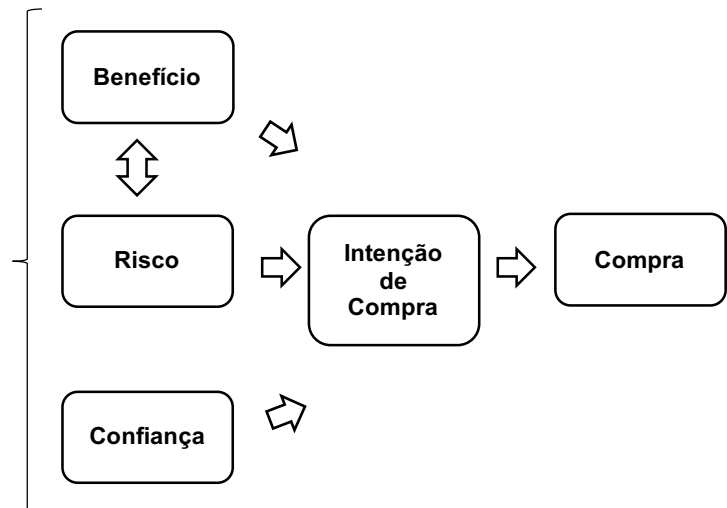 Benefício
Risco
Intenção
de
Compra
Compra
Confiança